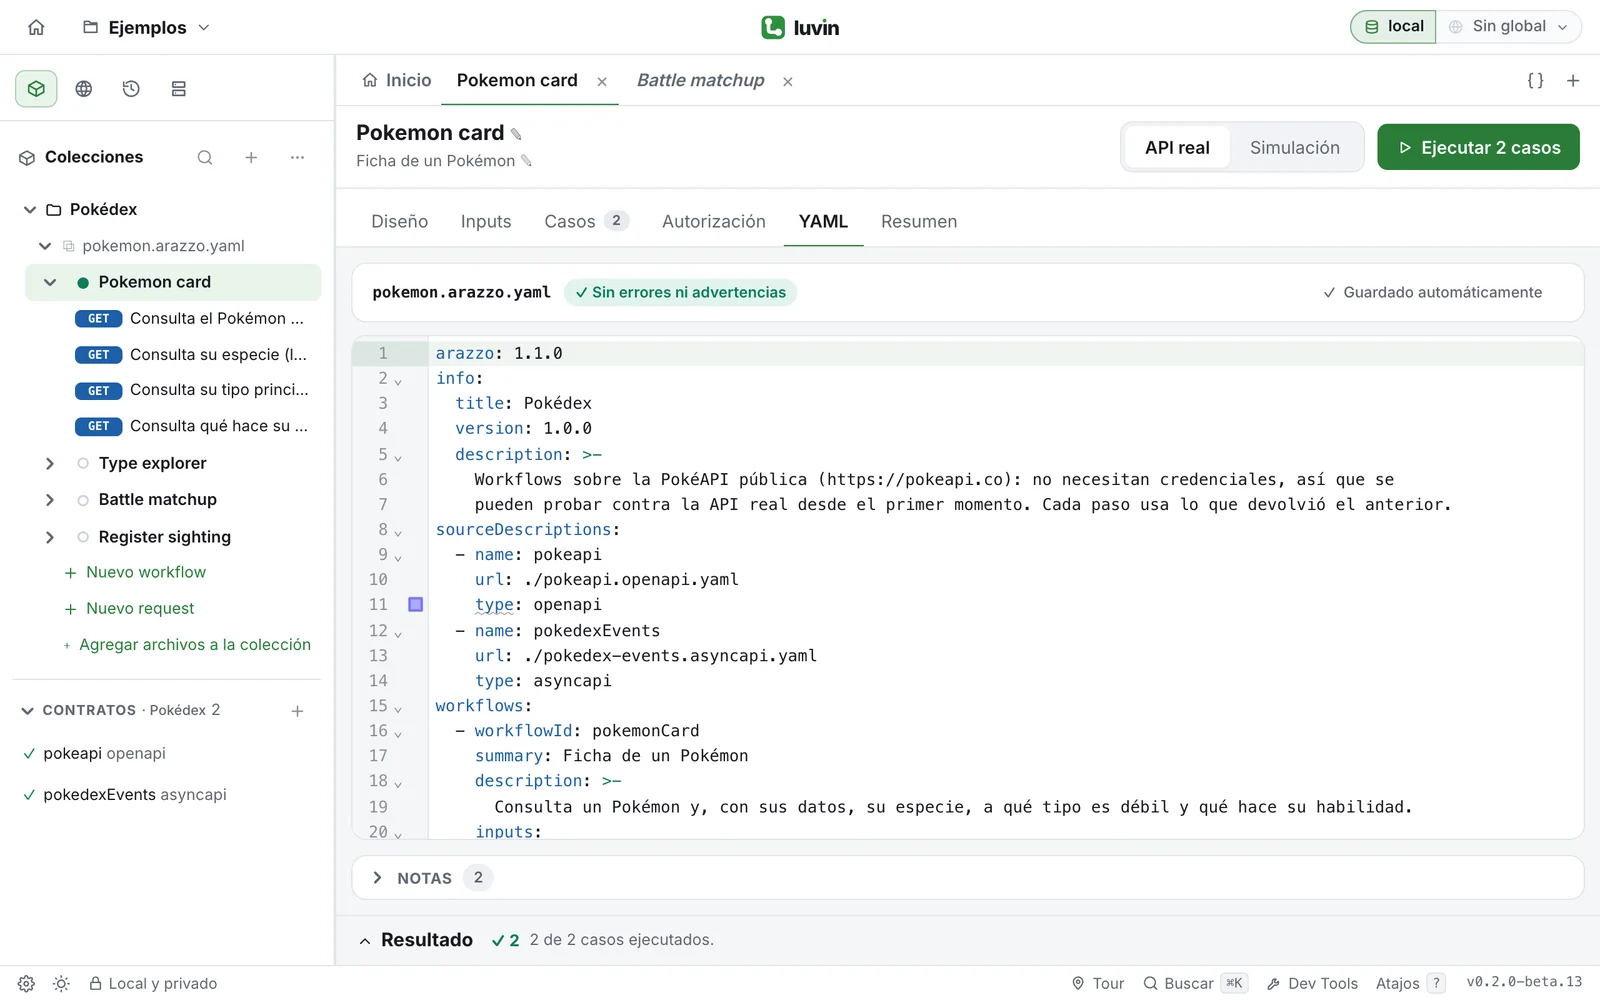 Ejemplos
luvin
local
Sin global
Inicio
Pokemon card
Battle matchup
{ }
Colecciones
Pokédex
pokemon.arazzo.yaml
Pokemon card
GET Consulta el Pokémon ...
GET Consulta su especie (l...
GET Consulta su tipo princi...
GET Consulta qué hace su ...
Type explorer
Battle matchup
Register sighting
+ Nuevo workflow
+ Nuevo request
+ Agregar archivos a la colección
CONTRATOS · Pokédex 2
pokeapi openapi
pokedexEvents asyncapi
Pokemon card
Ficha de un Pokémon
API real
Simulación
Ejecutar 2 casos
Diseño
Inputs
Casos 2
Autorización
YAML
Resumen
pokemon.arazzo.yaml
✓ Sin errores ni advertencias
✓ Guardado automáticamente
1 arazzo: 1.1.0
2 info:
3 title: Pokédex
4 version: 1.0.0
5 description: >-
6 Workflows sobre la PokéAPI pública (https://pokeapi.co): no necesitan credenciales, así que se
7 pueden probar contra la API real desde el primer momento. Cada paso usa lo que devolvió el anterior.
8 sourceDescriptions:
9 - name: pokeapi
10 url: ./pokeapi.openapi.yaml
11 type: openapi
12 - name: pokedexEvents
13 url: ./pokedex-events.asyncapi.yaml
14 type: asyncapi
15 workflows:
16 - workflowId: pokemonCard
17 summary: Ficha de un Pokémon
18 description: >-
19 Consulta un Pokémon y, con sus datos, su especie, a qué tipo es débil y qué hace su habilidad.
20 inputs:
NOTAS 2
Resultado ✓ 2 2 de 2 casos ejecutados.
Local y privado
Tour
Buscar ⌘K
Dev Tools
Atajos ?
v0.2.0-beta.13